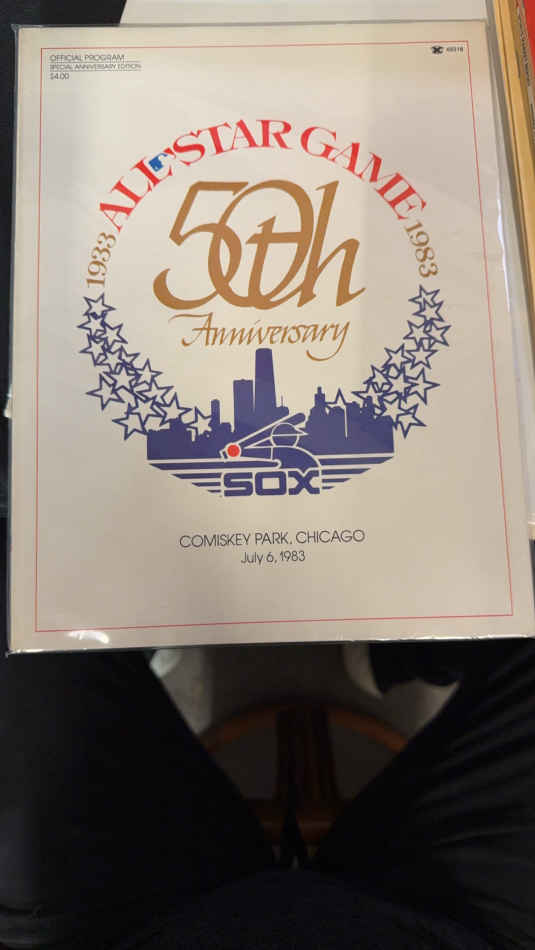 OFFICIAL PROGRAM
SPECIAL ANNIVERSARY EDITION
$4.00
ALL STAR GAME
1933
1983
50th
Anniversary
SOX
COMISKEY PARK, CHICAGO
July 6, 1983